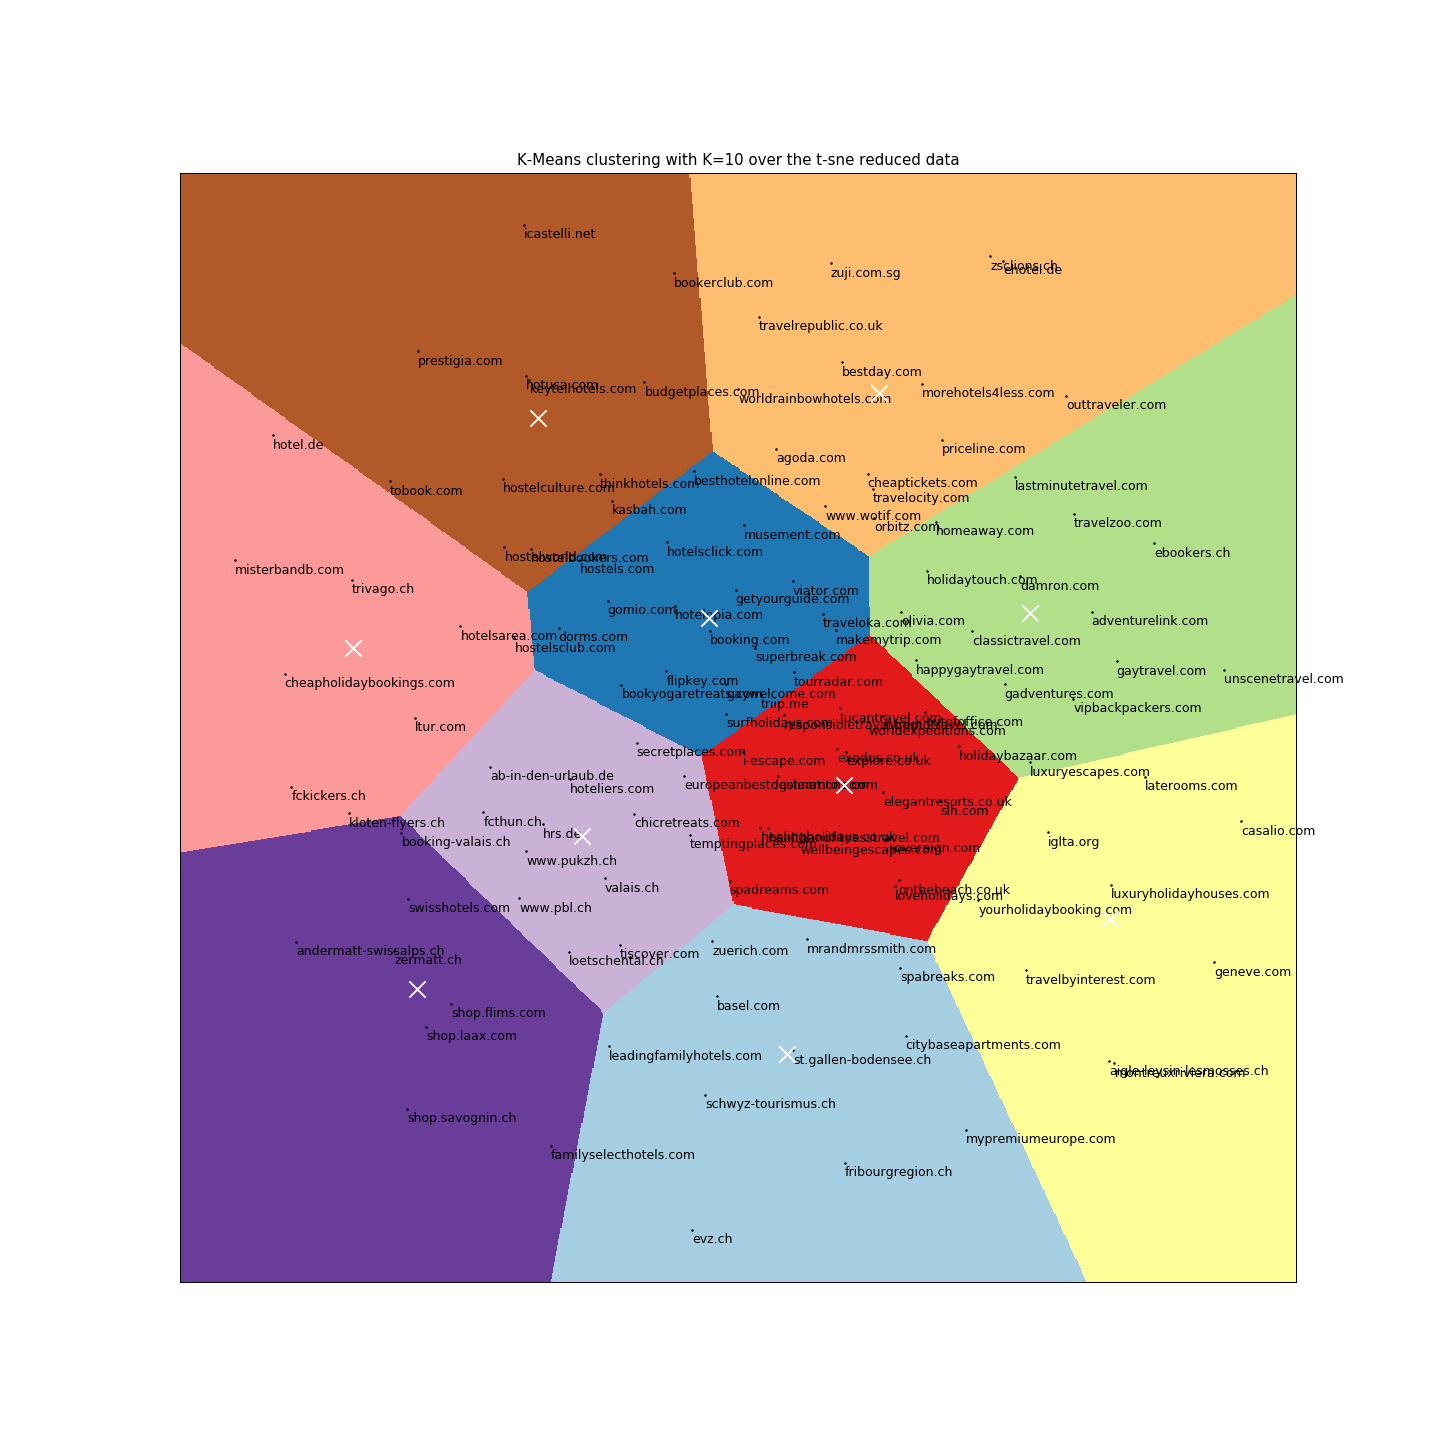 K-Means clustering with K=10 over the t-sne reduced data
icastelli.net
zsclions.ch
ehotel.de
zuji.com.sg
bookerclub.com
travelrepublic.co.uk
prestigia.com
bestday.com
hotusa.com
keytelhotels.com
budgetplaces.com
morehotels4less.com
worldrainbowhotels.com
outtraveler.com
hotel.de
priceline.com
agoda.com
besthotelonline.com
cheaptickets.com
thinkhotels.com
lastminutetravel.com
hostelculture.com
tobook.com
travelocity.com
kasbah.com
www.wotif.com
travelzoo.com
orbitz.com
homeaway.com
musement.com
hotelsclick.com
ebookers.ch
hostelworld.com
hostelbookers.com
hostels.com
misterbandb.com
holidaytouch.com
damron.com
trivago.ch
viator.com
getyourguide.com
gomio.com
hotelopia.com
olivia.com
adventurelink.com
traveloka.com
hotelsarea.com
dorms.com
booking.com
makemytrip.com
classictravel.com
hostelsclub.com
superbreak.com
happygaytravel.com
gaytravel.com
unscenetravel.com
flipkey.com
tourradar.com
cheapholidaybookings.com
bookyogaretreats.com
gaywelcome.com
gadventures.com
triip.me
vipbackpackers.com
tucantravel.com
surfholidays.com
ltur.com
outofoffice.com
worldexpeditions.com
secretplaces.com
holidaybazaar.com
exodus.co.uk
i-escape.com
explore.co.uk
luxuryescapes.com
ab-in-den-urlaub.de
hoteliers.com
laterooms.com
fckickers.ch
elegantresorts.co.uk
slh.com
kloten-flyers.ch
fcthun.ch
chicretreats.com
casalio.com
hrs.de
healingholidays.co.uk
booking-valais.ch
iglta.org
temptingplaces.com
sovereign.com
wellbeingescapes.com
www.pukzh.ch
valais.ch
spadreams.com
onthebeach.co.uk
loveholidays.com
luxuryholidayhouses.com
swisshotels.com
www.pbl.ch
yourholidaybooking.com
andermatt-swissalps.ch
tiscover.com
zuerich.com
mrandmrssmith.com
zermatt.ch
loetschental.ch
geneve.com
spabreaks.com
travelbyinterest.com
basel.com
shop.flims.com
shop.laax.com
citybaseapartments.com
leadingfamilyhotels.com
st.gallen-bodensee.ch
aigle-leysin-lesmosses.ch
montreuxriviera.com
schwyz-tourismus.ch
shop.savognin.ch
mypremiumeurope.com
familyselecthotels.com
fribourgregion.ch
evz.ch